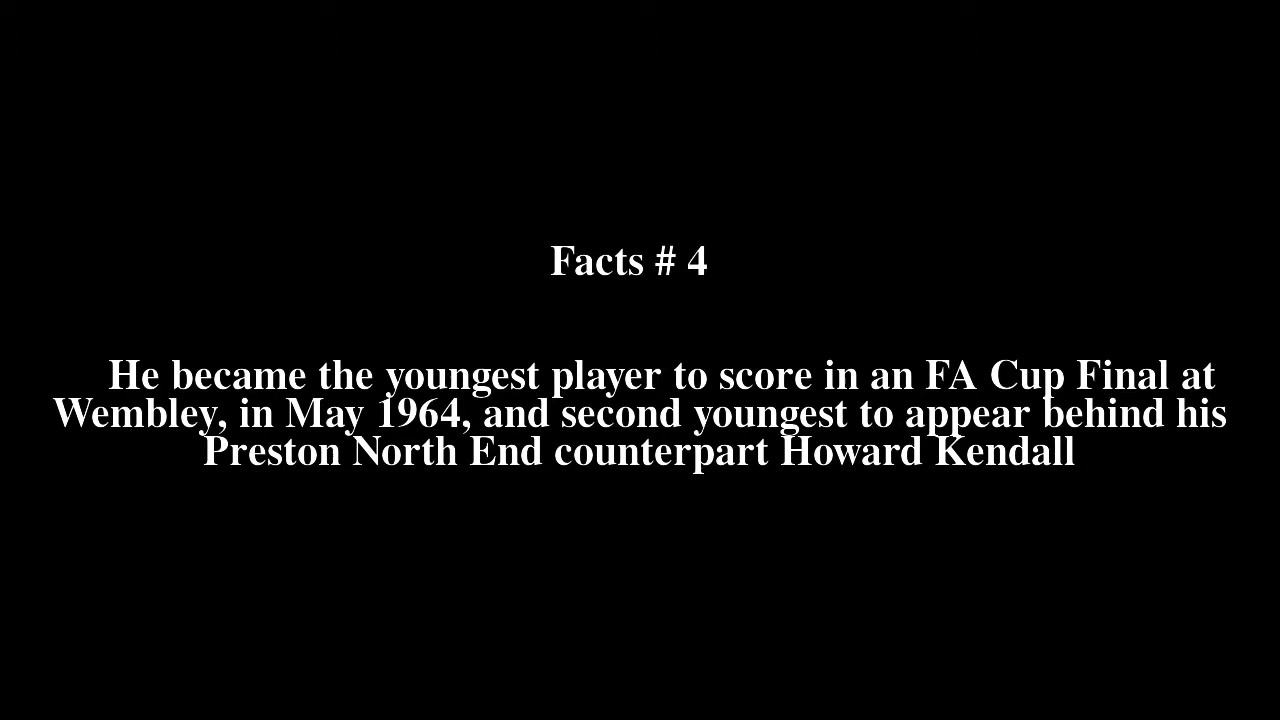 Facts # 4
He became the youngest player to score in an FA Cup Final at
Wembley, in May 1964, and second youngest to appear behind his
Preston North End counterpart Howard Kendall